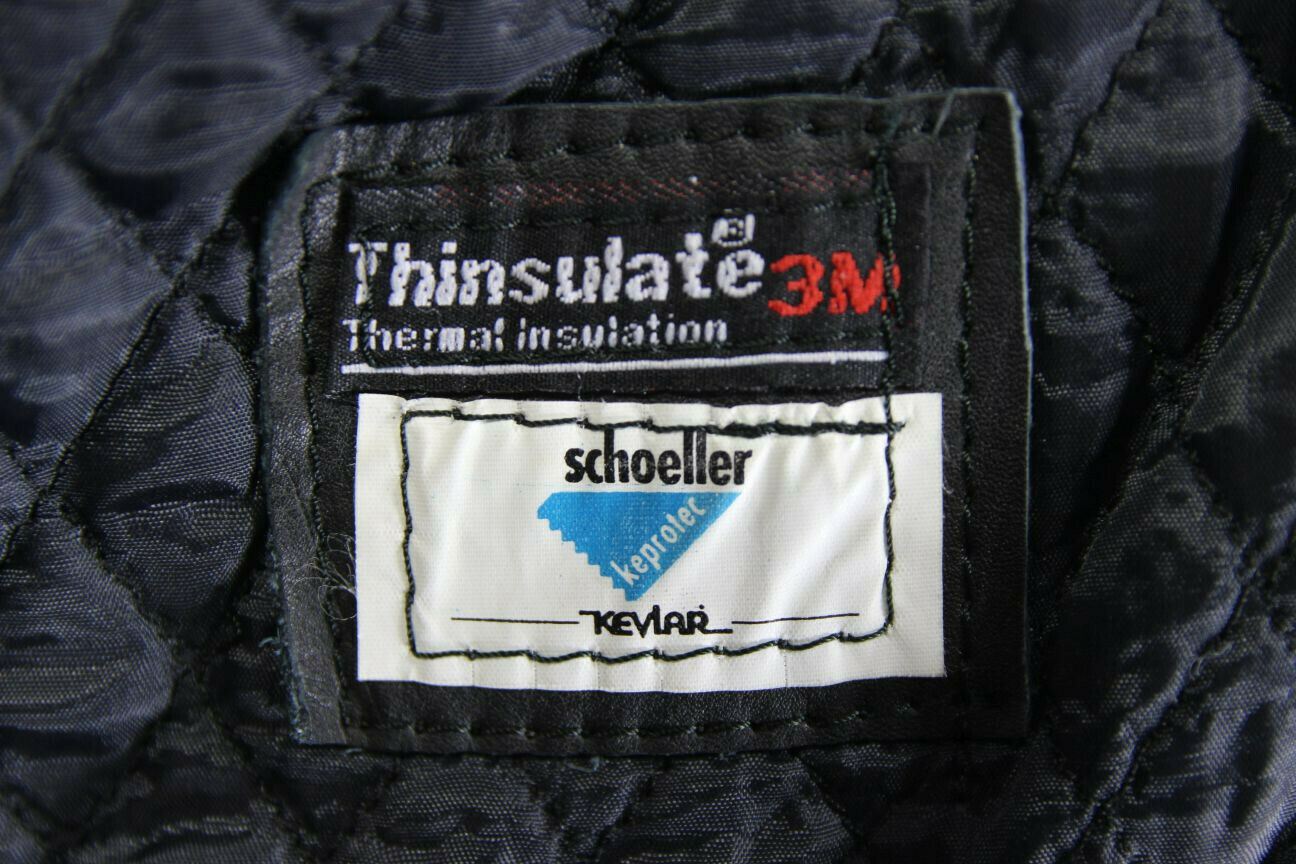 Thinsulate® 3M
Thermal insulation
schoeller
keprotec
KEVLAR